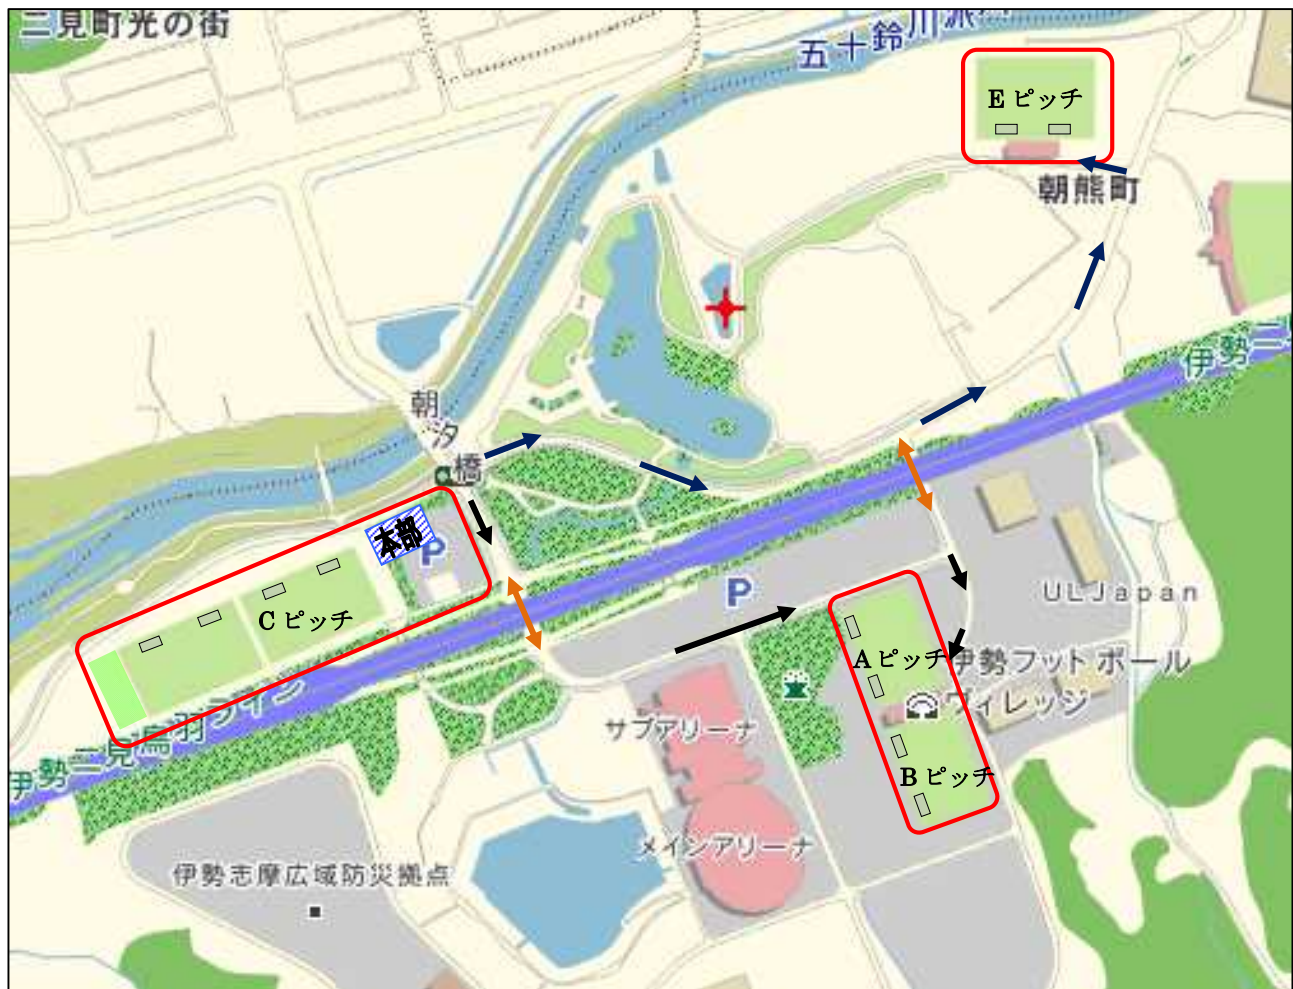 二見町光の街
五十鈴川派川
Eピッチ
朝熊町
伊勢二
朝汐橋
本部
P
Cピッチ
P
ULJapan
Aピッチ
伊勢フットボール
ヴィレッジ
サブアリーナ
Bピッチ
伊勢二見鳥羽ライン
メインアリーナ
伊勢志摩広域防災拠点